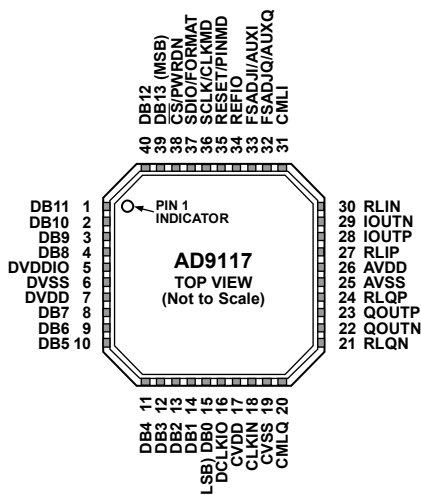 40 DB12
39 DB13 (MSB)
38 CS/PWRDN
37 SDIO/FORMAT
36 SCLK/CLKMD
35 RESET/PINMD
34 REFIO
33 FSADJI/AUXI
32 FSADJQ/AUXQ
31 CMLI
DB11 1
DB10 2
DB9 3
DB8 4
DVDDIO 5
DVSS 6
DVDD 7
DB7 8
DB6 9
DB5 10
PIN 1
INDICATOR
AD9117
TOP VIEW
(Not to Scale)
30 RLIN
29 IOUTN
28 IOUTP
27 RLIP
26 AVDD
25 AVSS
24 RLQP
23 QOUTP
22 QOUTN
21 RLQN
DB4 11
DB3 12
DB2 13
DB1 14
LSB) DB0 15
DCLKIO 16
CVDD 17
CLKIN 18
CVSS 19
CMLQ 20